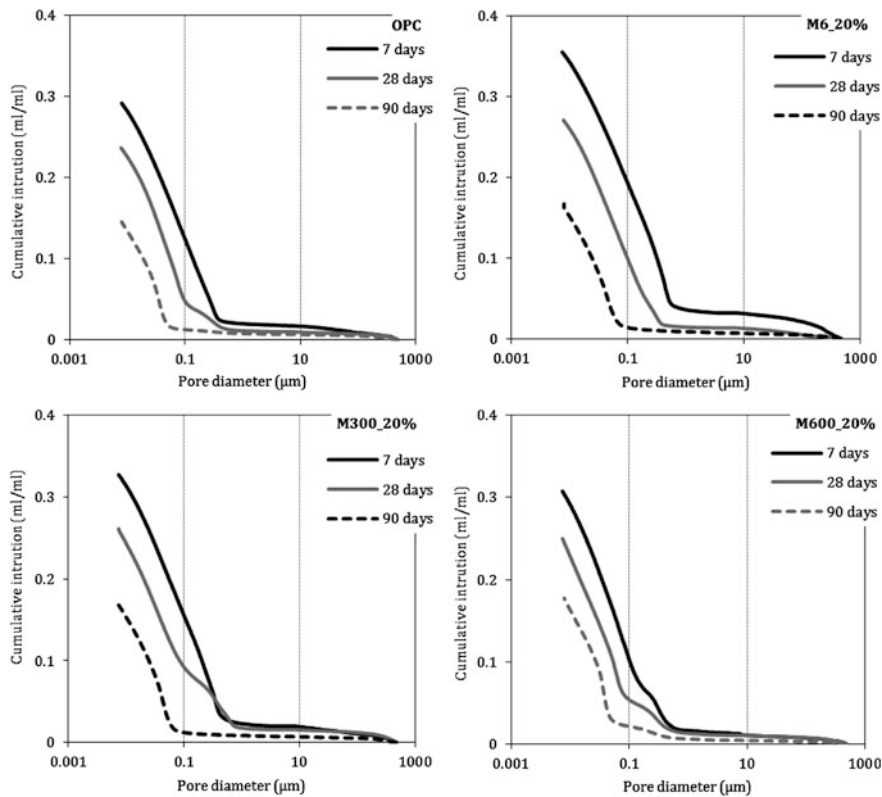 OPC
7 days
28 days
90 days
0.4
0.3
0.2
0.1
0
0.001
0.1
10
1000
Cumulative intrution (ml/ml)
Pore diameter (μm)
M6_20%
7 days
28 days
90 days
0.4
0.3
0.2
0.1
0
0.001
0.1
10
1000
Cumulative intrution (ml/ml)
Pore diameter (μm)
M300_20%
7 days
28 days
90 days
0.4
0.3
0.2
0.1
0
0.001
0.1
10
1000
Cumulative intrution (ml/ml)
Pore diameter (μm)
M600_20%
7 days
28 days
90 days
0.4
0.3
0.2
0.1
0
0.001
0.1
10
1000
Cumulative intrution (ml/ml)
Pore diameter (μm)